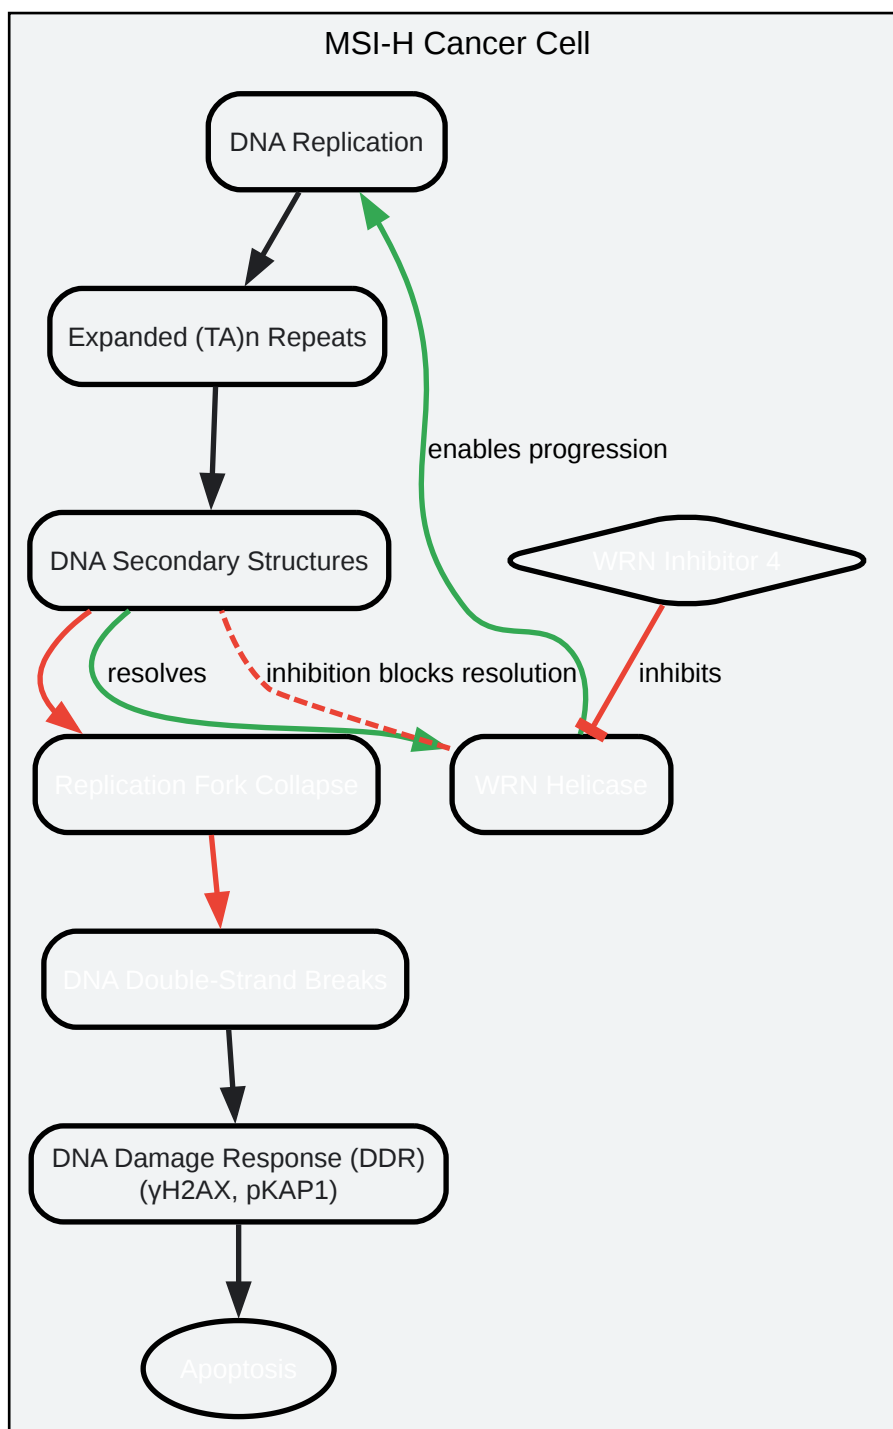 MSI-H Cancer Cell
DNA Replication
Expanded (TA)n Repeats
enables progression
DNA Secondary Structures
WRN Inhibitor 4
resolves
inhibition blocks resolution
inhibits
Replication Fork Collapse
WRN Helicase
DNA Double-Strand Breaks
DNA Damage Response (DDR)
(γH2AX, pKAP1)
Apoptosis